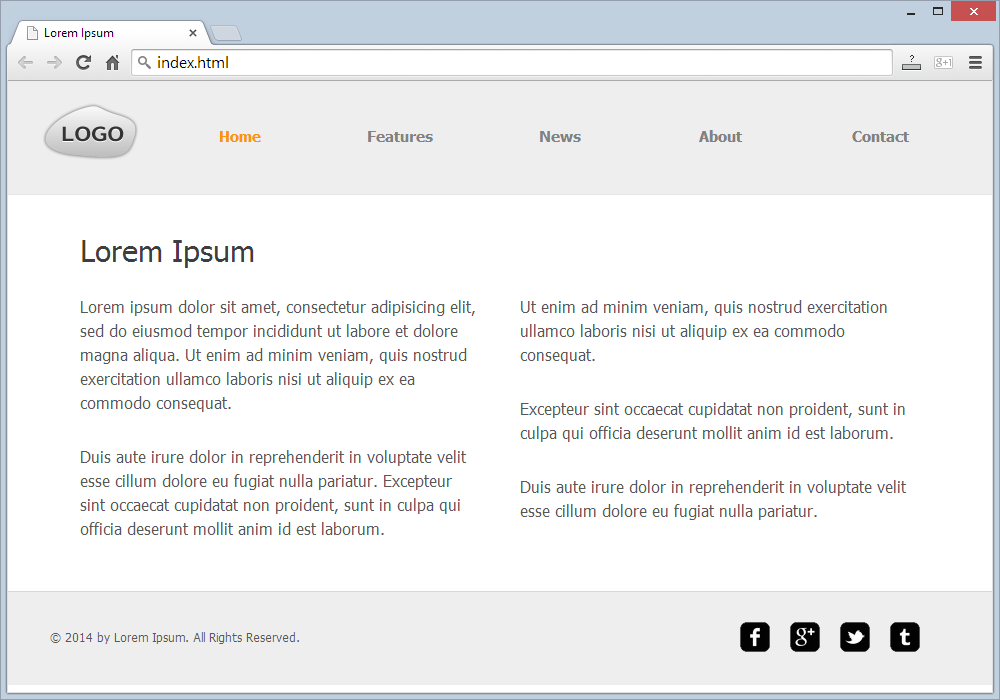 Lorem Ipsum
index.html
?
g+1
LOGO
Home Features News About Contact
Lorem Ipsum
Lorem ipsum dolor sit amet, consectetur adipisicing elit,
sed do eiusmod tempor incididunt ut labore et dolore
magna aliqua. Ut enim ad minim veniam, quis nostrud
exercitation ullamco laboris nisi ut aliquip ex ea
commodo consequat.
Duis aute irure dolor in reprehenderit in voluptate velit
esse cillum dolore eu fugiat nulla pariatur. Excepteur
sint occaecat cupidatat non proident, sunt in culpa qui
officia deserunt mollit anim id est laborum.
Ut enim ad minim veniam, quis nostrud exercitation
ullamco laboris nisi ut aliquip ex ea commodo
consequat.
Excepteur sint occaecat cupidatat non proident, sunt in
culpa qui officia deserunt mollit anim id est laborum.
Duis aute irure dolor in reprehenderit in voluptate velit
esse cillum dolore eu fugiat nulla pariatur.
© 2014 by Lorem Ipsum. All Rights Reserved.
f g+ t